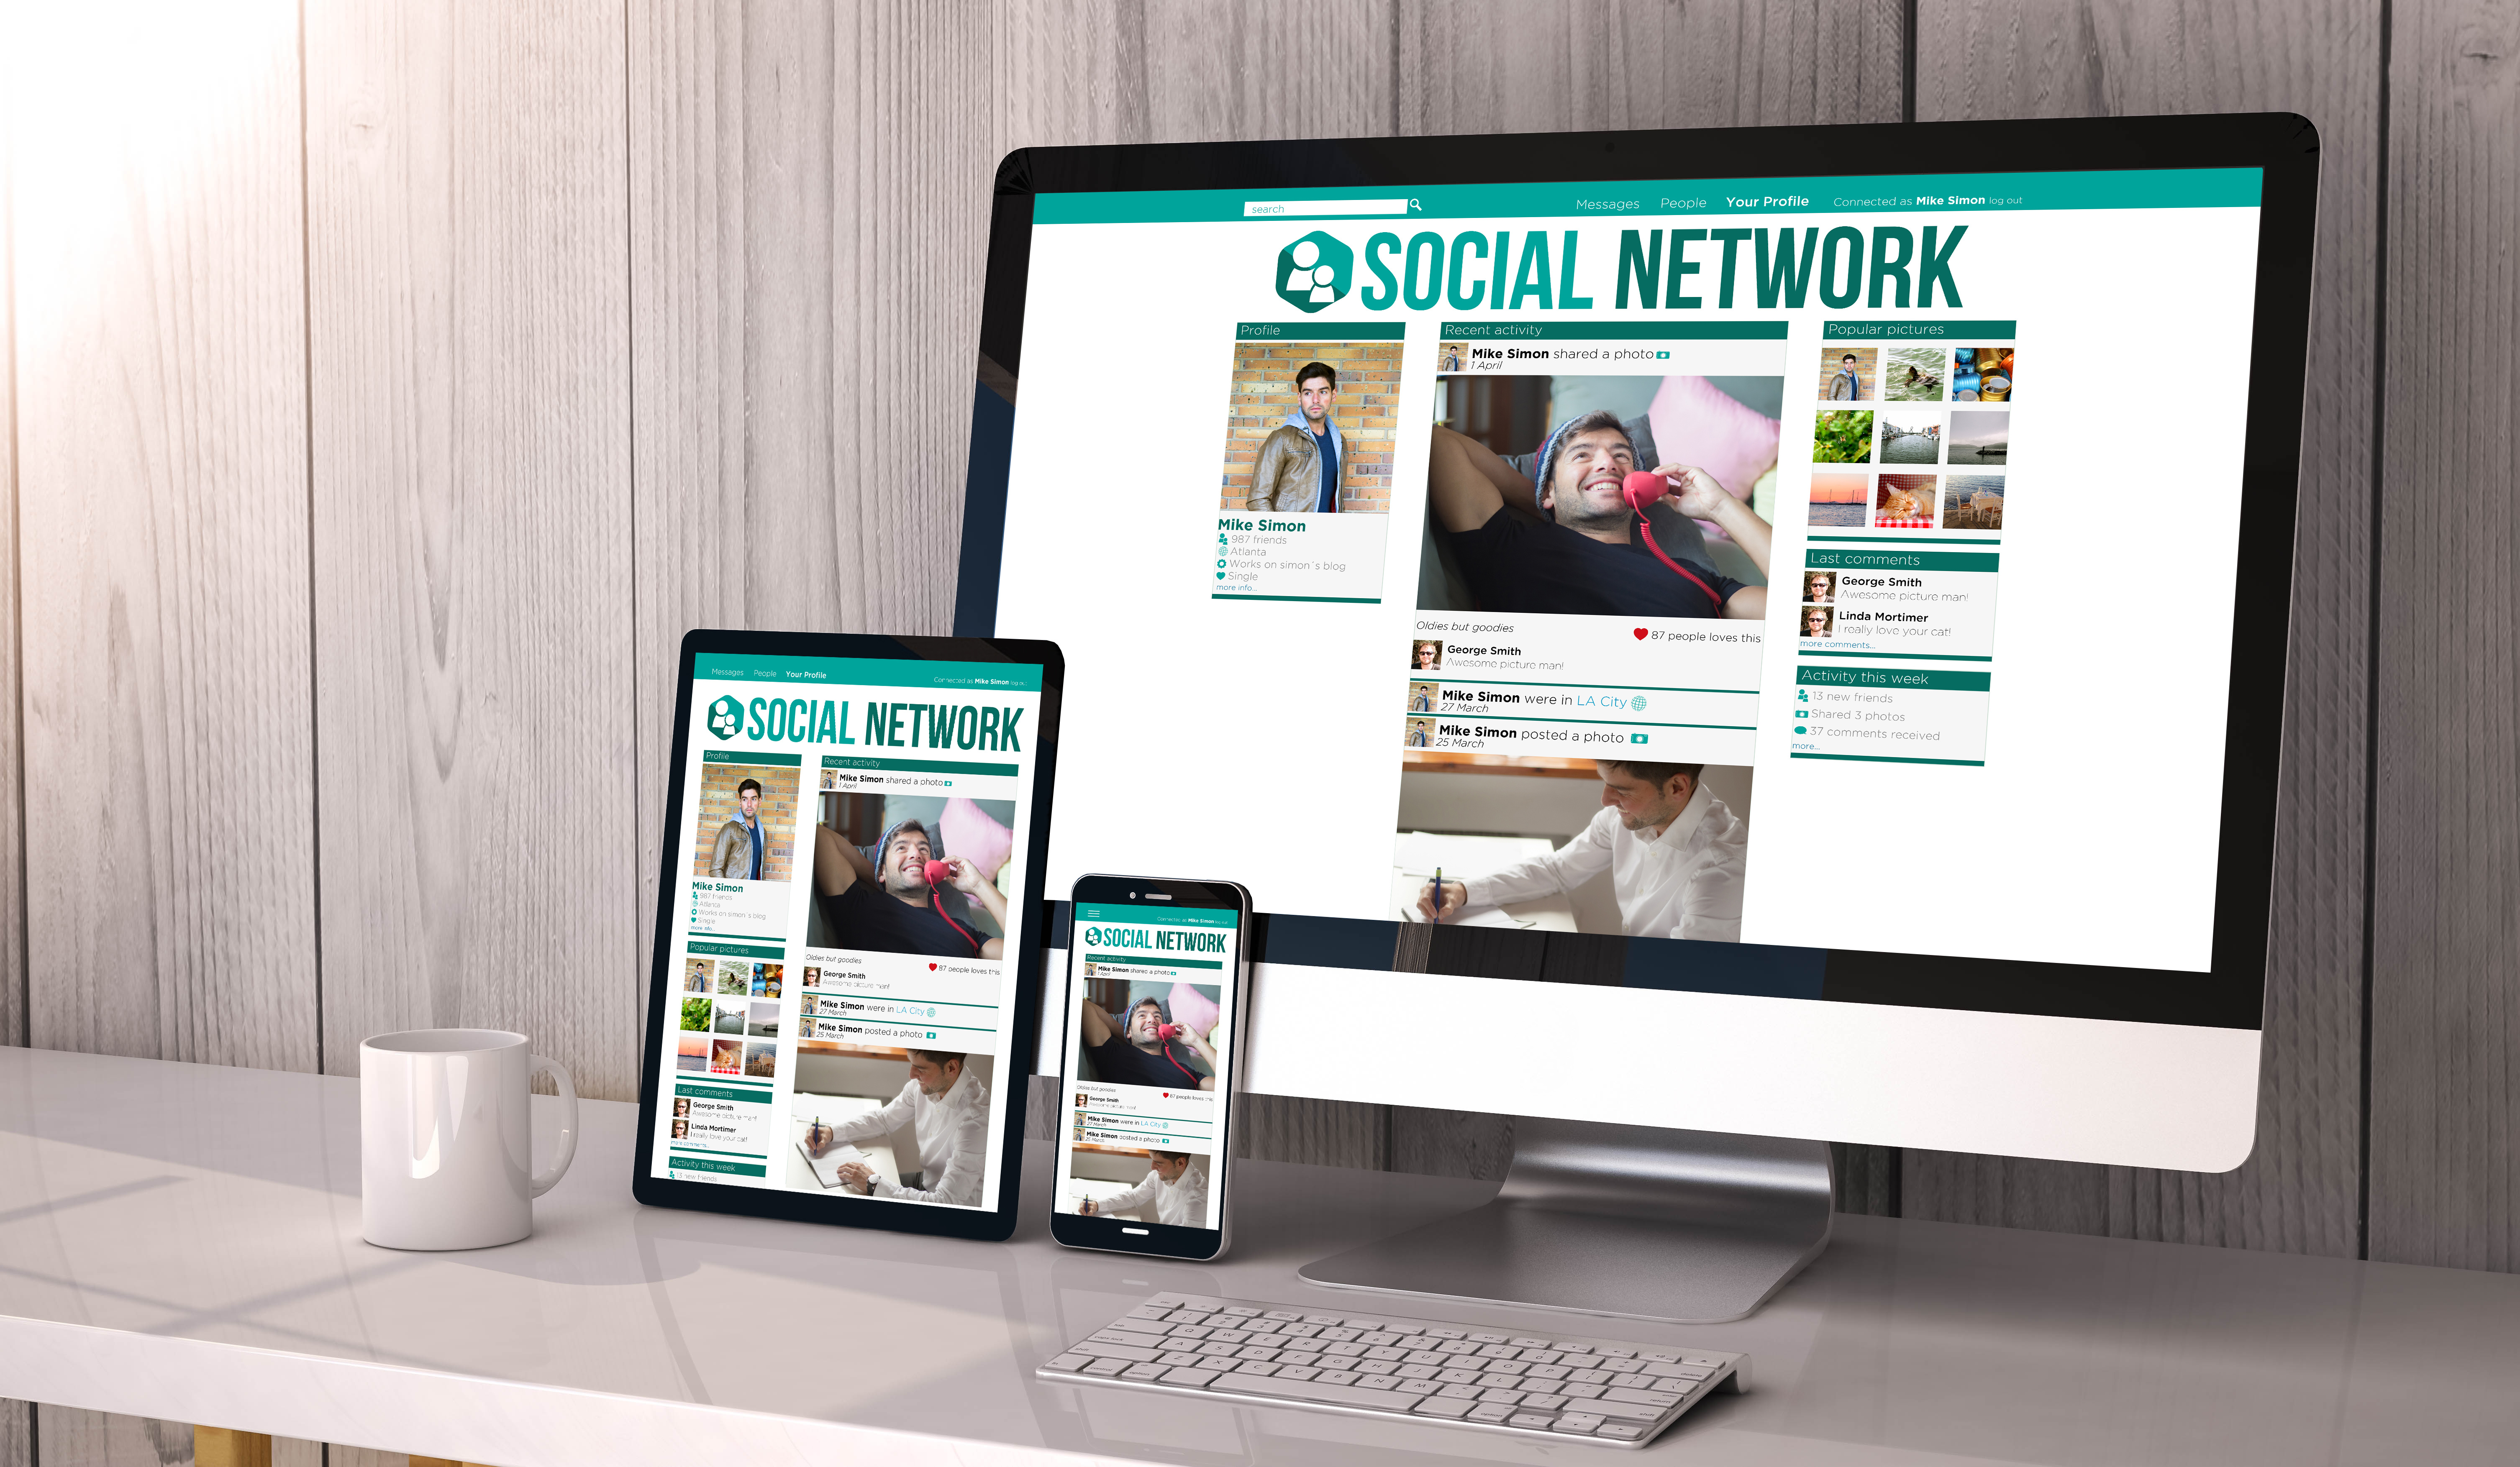 search
Messages People Your Profile Connected as Mike Simon log out
SOCIAL NETWORK
Profile
Mike Simon
987 friends
Atlanta
Works on simon`s blog
Single
more info...
Recent activity
Mike Simon shared a photo
1 April
Oldies but goodies
87 people loves this
George Smith
Awesome picture man!
Mike Simon were in LA City
27 March
Mike Simon posted a photo
25 March
Popular pictures
Last comments
George Smith
Awesome picture man!
Linda Mortimer
I really love your cat!
more comments...
Activity this week
13 new friends
Shared 3 photos
37 comments received
more...
Messages People Your Profile
Connected as Mike Simon log out
SOCIAL NETWORK
Profile
Mike Simon
987 friends
Atlanta
Works on simon`s blog
Single
more info...
Popular pictures
Last comments
George Smith
Awesome picture man!
Linda Mortimer
I really love your cat!
more comments...
Activity this week
13 new friends
Recent activity
Mike Simon shared a photo
1 April
Oldies but goodies
87 people loves this
George Smith
Awesome picture man!
Mike Simon were in LA City
27 March
Mike Simon posted a photo
25 March
Connected as Mike Simon log out
SOCIAL NETWORK
Recent activity
Mike Simon shared a photo
1 April
Oldies but goodies
87 people loves this
George Smith
Awesome picture man!
Mike Simon were in LA City
27 March
Mike Simon posted a photo
25 March
Q W E R T Y U I O P
A S D F G H J K L
Z X C V B N M
option